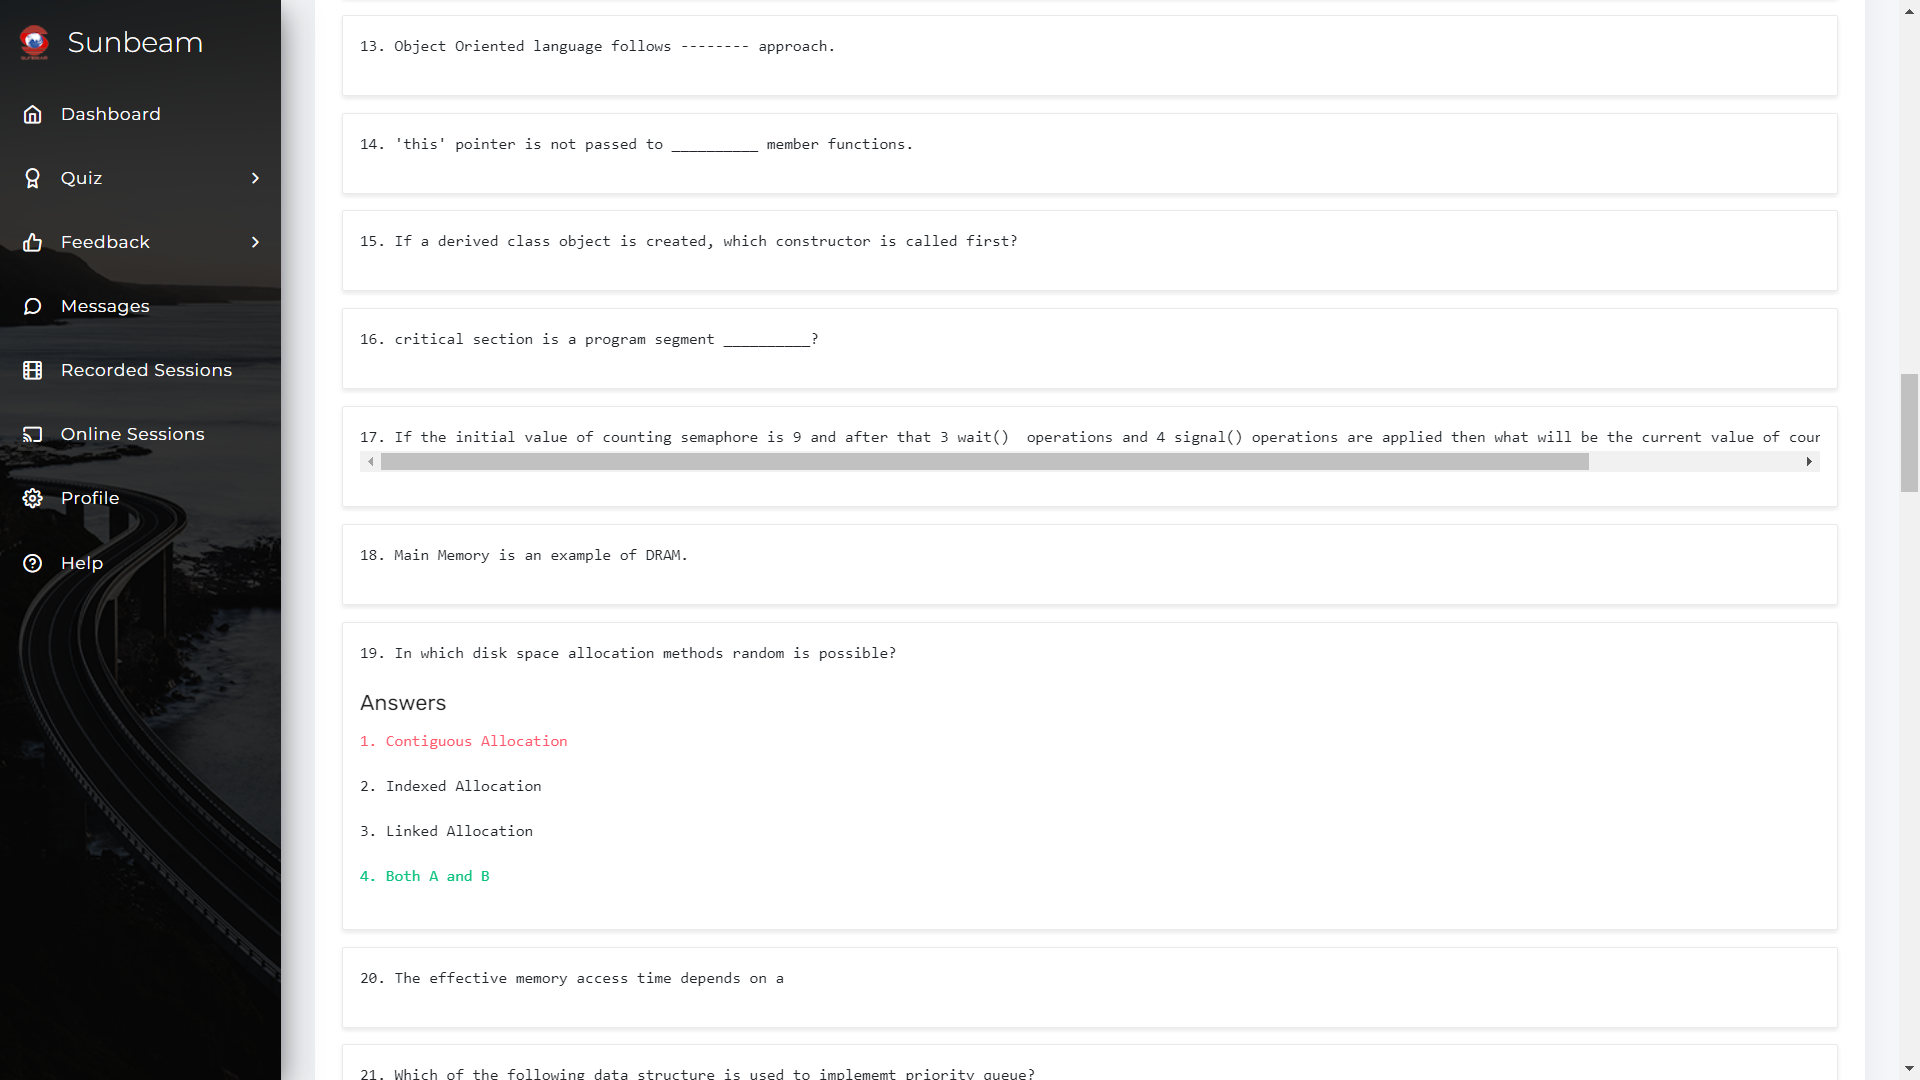 Sunbeam
Dashboard
Quiz
Feedback
Messages
Recorded Sessions
Online Sessions
Profile
Help
13. Object Oriented language follows -------- approach.
14. 'this' pointer is not passed to __________ member functions.
15. If a derived class object is created, which constructor is called first?
16. critical section is a program segment __________?
17. If the initial value of counting semaphore is 9 and after that 3 wait()  operations and 4 signal() operations are applied then what will be the current value of cour
18. Main Memory is an example of DRAM.
19. In which disk space allocation methods random is possible?
Answers
1. Contiguous Allocation
2. Indexed Allocation
3. Linked Allocation
4. Both A and B
20. The effective memory access time depends on a
21. Which of the following data structure is used to implememt priority queue?